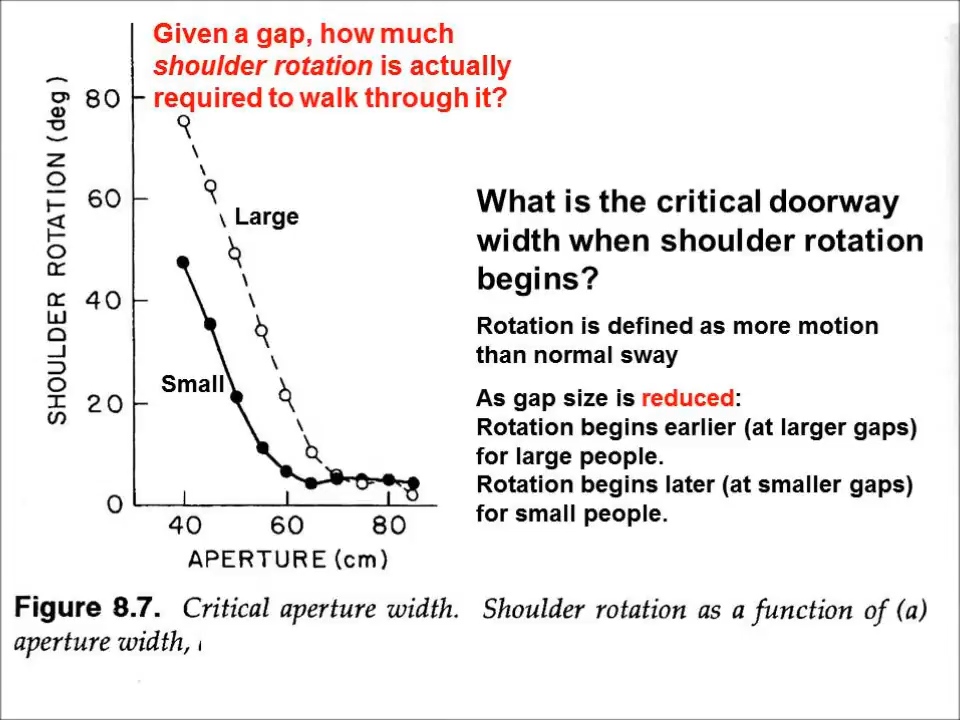 Given a gap, how much
shoulder rotation is actually
required to walk through it?
SHOULDER ROTATION (deg)
80
60
40
20
0
Large
Small
40 60 80
APERTURE (cm)
What is the critical doorway
width when shoulder rotation
begins?
Rotation is defined as more motion
than normal sway
As gap size is reduced:
Rotation begins earlier (at larger gaps)
for large people.
Rotation begins later (at smaller gaps)
for small people.
Figure 8.7. Critical aperture width. Shoulder rotation as a function of (a)
aperture width,